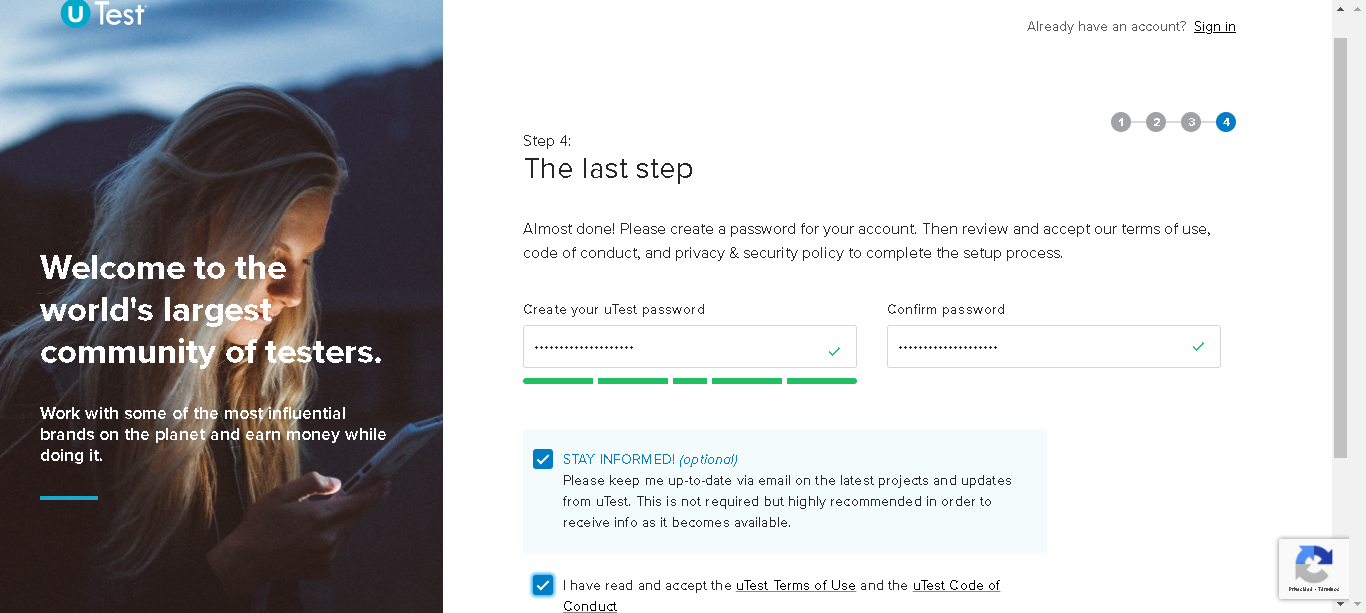 U Test
Already have an account? Sign in
1 2 3 4
Step 4:
The last step
Almost done! Please create a password for your account. Then review and accept our terms of use,
code of conduct, and privacy & security policy to complete the setup process.
Create your uTest password
Confirm password
Welcome to the
world's largest
community of testers.
Work with some of the most influential
brands on the planet and earn money while
doing it.
STAY INFORMED! (optional)
Please keep me up-to-date via email on the latest projects and updates
from uTest. This is not required but highly recommended in order to
receive info as it becomes available.
I have read and accept the uTest Terms of Use and the uTest Code of
Conduct